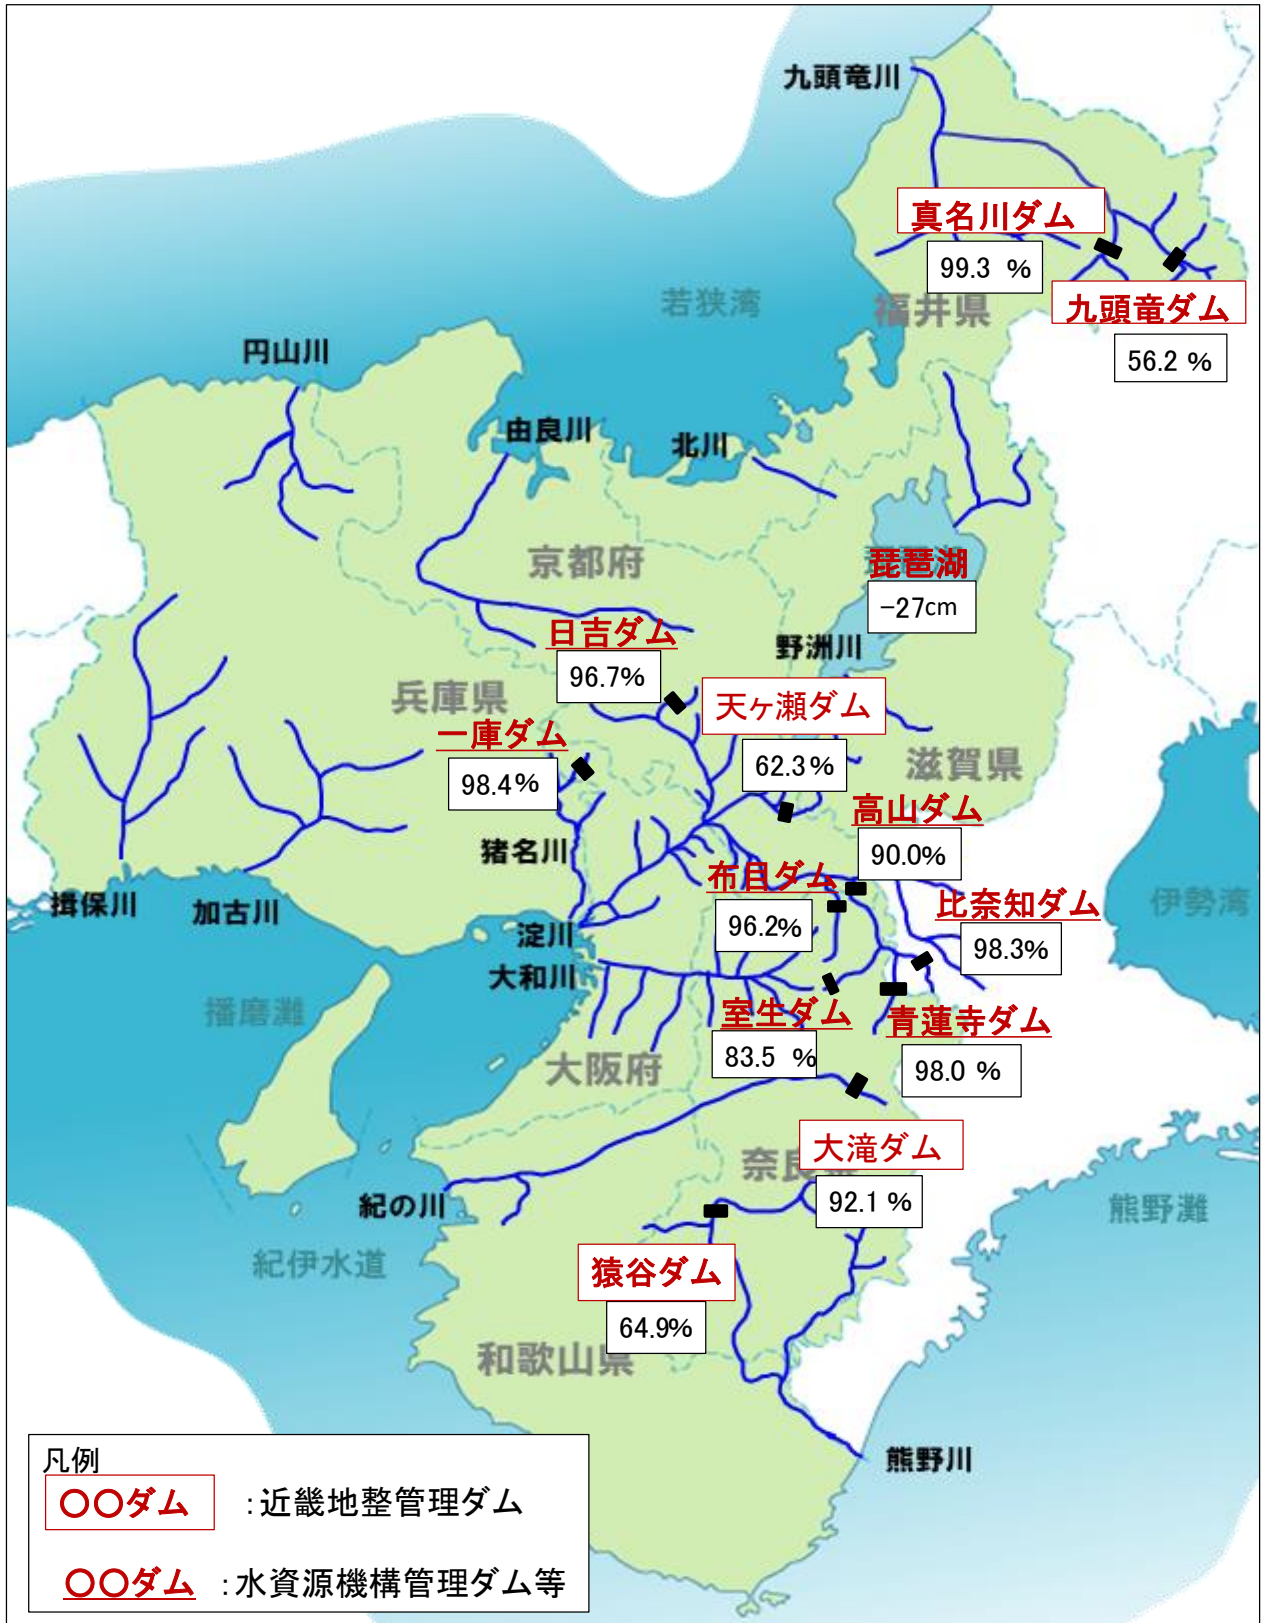 九頭竜川
真名川ダム
99.3 %
九頭竜ダム
56.2 %
若狭湾
福井県
円山川
由良川
北川
京都府
琵琶湖
-27cm
日吉ダム
96.7%
野洲川
兵庫県
天ヶ瀬ダム
62.3%
滋賀県
一庫ダム
98.4%
高山ダム
90.0%
猪名川
布目ダム
96.2%
比奈知ダム
98.3%
伊勢湾
揖保川
加古川
淀川
大和川
播磨灘
室生ダム
83.5 %
青蓮寺ダム
98.0 %
大阪府
大滝ダム
92.1 %
奈良県
紀の川
熊野灘
紀伊水道
猿谷ダム
64.9%
和歌山県
熊野川
凡例
〇〇ダム :近畿地整管理ダム
〇〇ダム :水資源機構管理ダム等